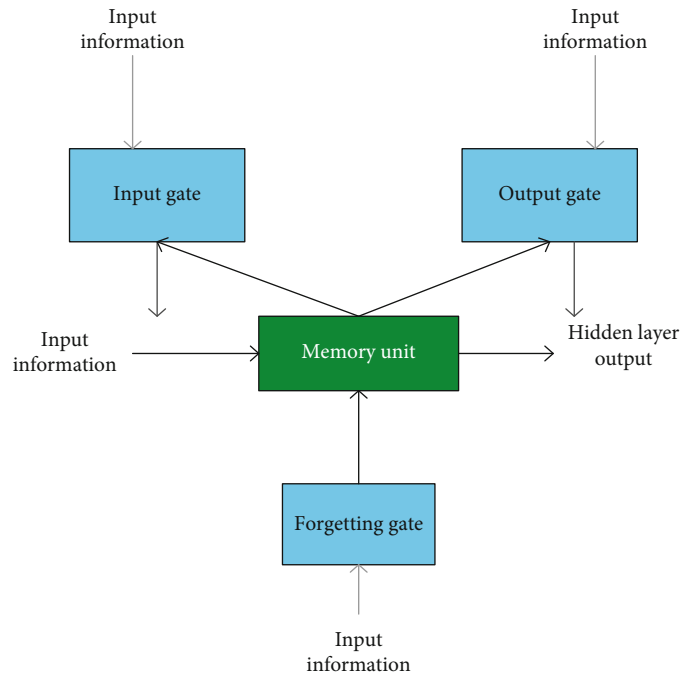 Input
information
Input
information
Input gate
Output gate
Input
information
Memory unit
Hidden layer
output
Forgetting gate
Input
information